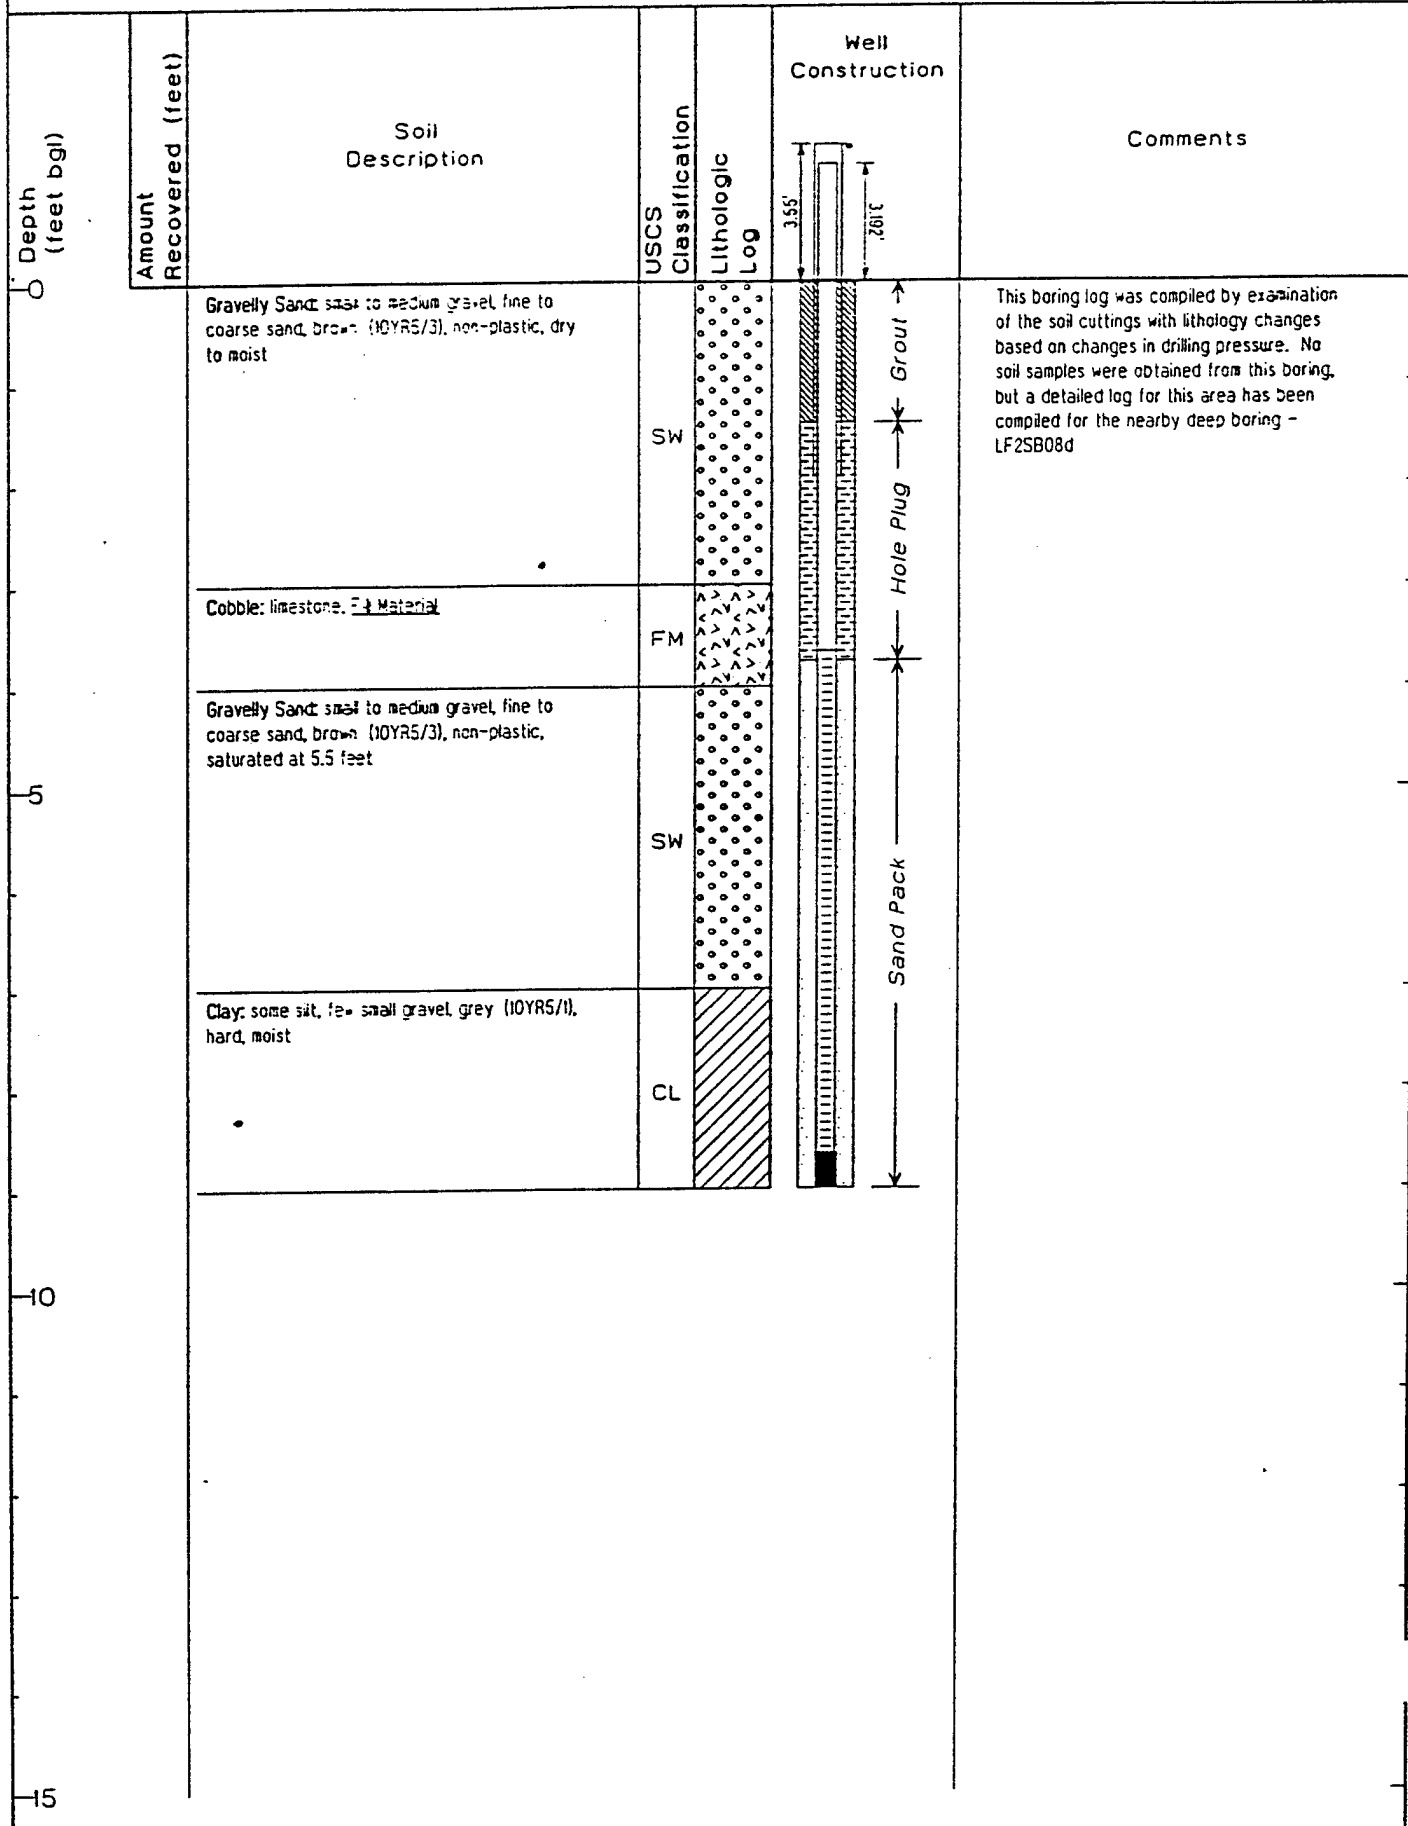 Depth
(feet bgl)
Amount
Recovered (feet)
Soil
Description
USCS
Classification
Lithologic
Log
Well
Construction
Comments
3.55'
3.192'
0
Gravelly Sand: small to medium gravel, fine to
coarse sand, brown (10YR5/3), non-plastic, dry
to moist
SW
Grout
Hole Plug
This boring log was compiled by examination
of the soil cuttings with lithology changes
based on changes in drilling pressure. No
soil samples were obtained from this boring,
but a detailed log for this area has been
compiled for the nearby deep boring -
LF2SB08d
Cobble: limestone. Fill Material
FM
Gravelly Sand: small to medium gravel, fine to
coarse sand, brown (10YR5/3), non-plastic,
saturated at 5.5 feet
5
SW
Sand Pack
Clay: some silt, few small gravel, grey (10YR5/1),
hard, moist
CL
10
15